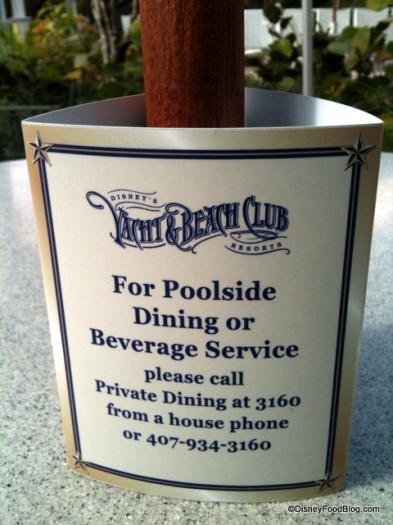 DISNEY'S
YACHT & BEACH CLUB
RESORTS
For Poolside
Dining or
Beverage Service
please call
Private Dining at 3160
from a house phone
or 407-934-3160
©DisneyFoodBlog.com